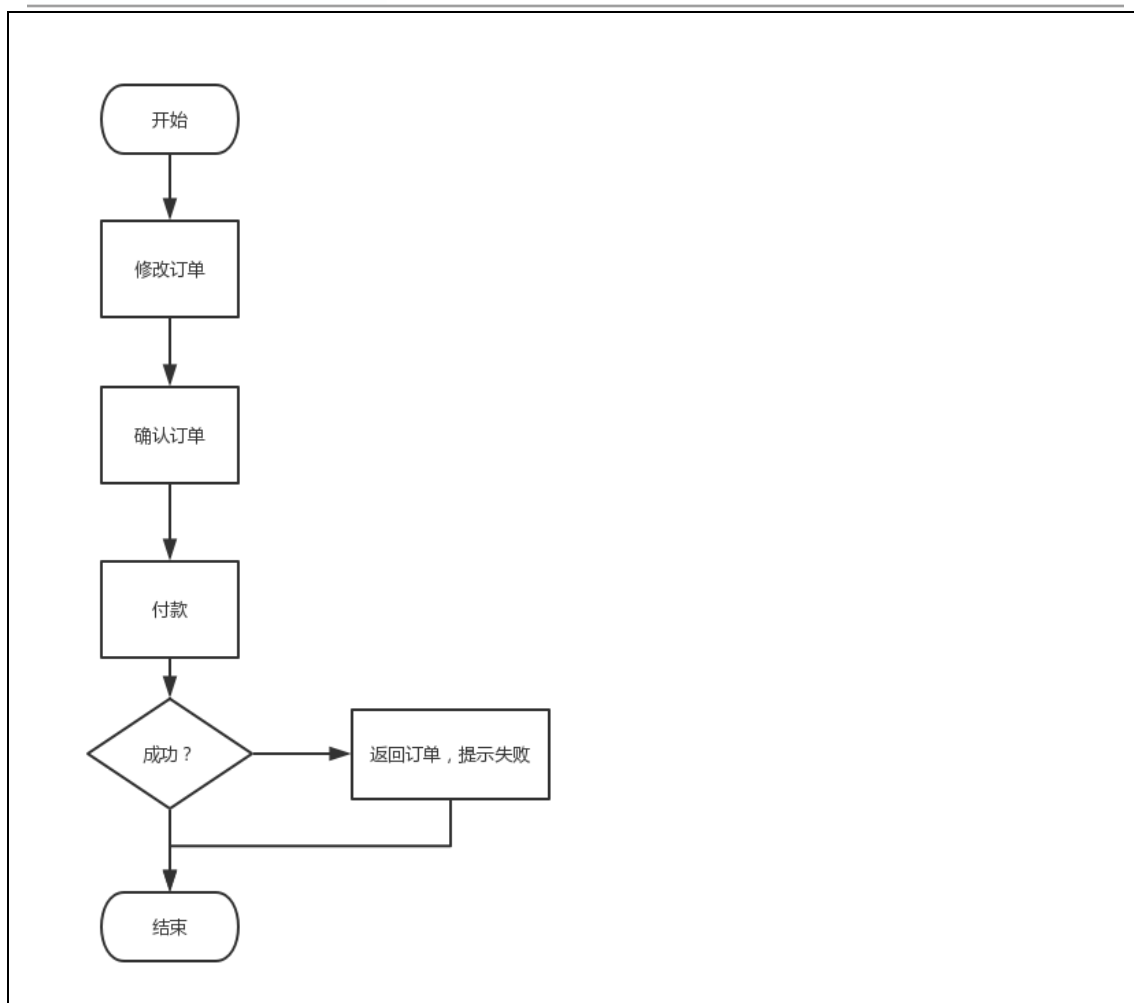 开始
修改订单
确认订单
付款
成功？
返回订单，提示失败
结束